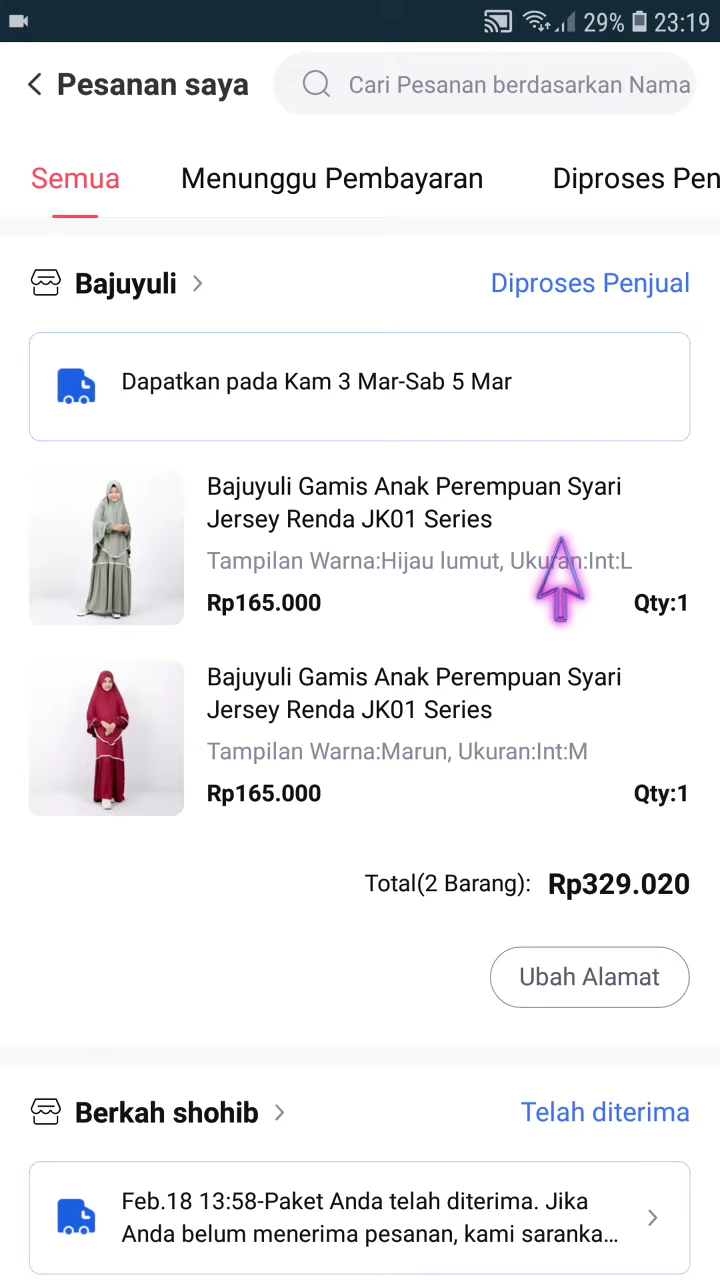 29% 23:19
Pesanan saya
Cari Pesanan berdasarkan Nama
Semua
Menunggu Pembayaran
Diproses Pen
Bajuyuli
Diproses Penjual
Dapatkan pada Kam 3 Mar-Sab 5 Mar
Bajuyuli Gamis Anak Perempuan Syari
Jersey Renda JK01 Series
Tampilan Warna:Hijau lumut, Ukuran:Int:L
Rp165.000
Qty:1
Bajuyuli Gamis Anak Perempuan Syari
Jersey Renda JK01 Series
Tampilan Warna:Marun, Ukuran:Int:M
Rp165.000
Qty:1
Total(2 Barang): Rp329.020
Ubah Alamat
Berkah shohib
Telah diterima
Feb.18 13:58-Paket Anda telah diterima. Jika
Anda belum menerima pesanan, kami saranka...